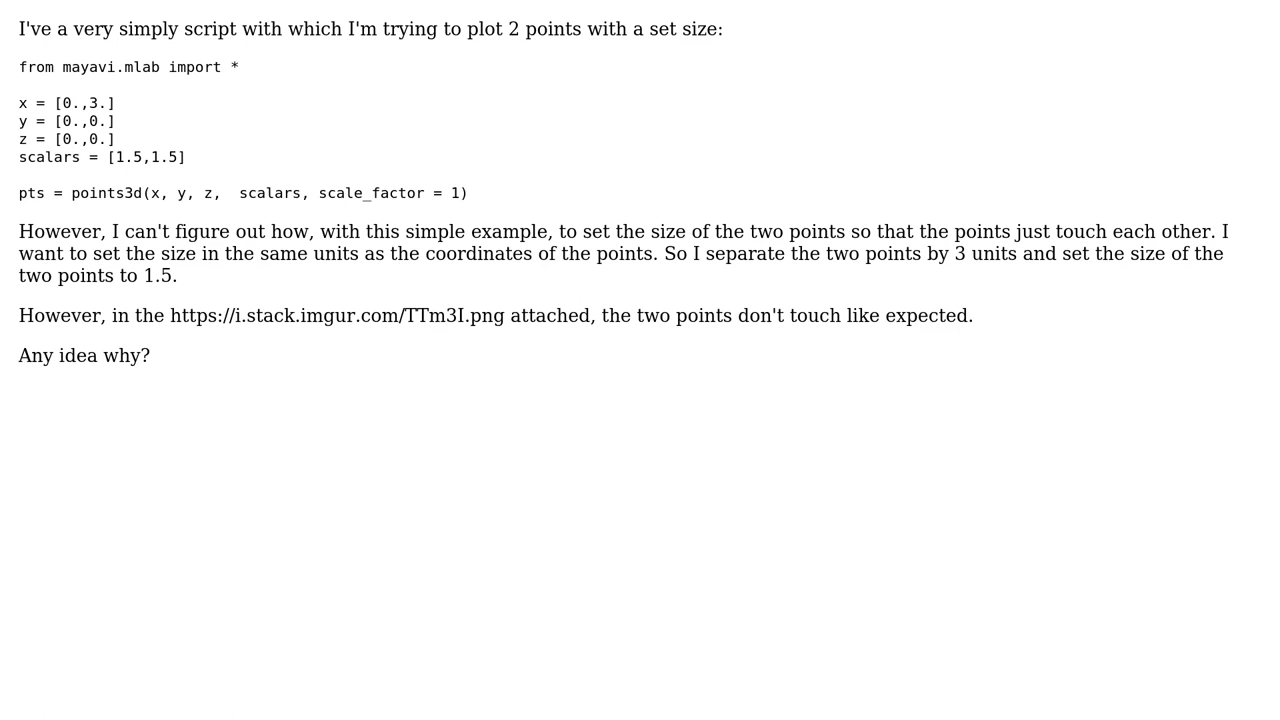 I've a very simply script with which I'm trying to plot 2 points with a set size:
from mayavi.mlab import *
x = [0.,3.]
y = [0.,0.]
z = [0.,0.]
scalars = [1.5,1.5]
pts = points3d(x, y, z,  scalars, scale_factor = 1)
However, I can't figure out how, with this simple example, to set the size of the two points so that the points just touch each other. I
want to set the size in the same units as the coordinates of the points. So I separate the two points by 3 units and set the size of the
two points to 1.5.
However, in the https://i.stack.imgur.com/TTm3I.png attached, the two points don't touch like expected.
Any idea why?